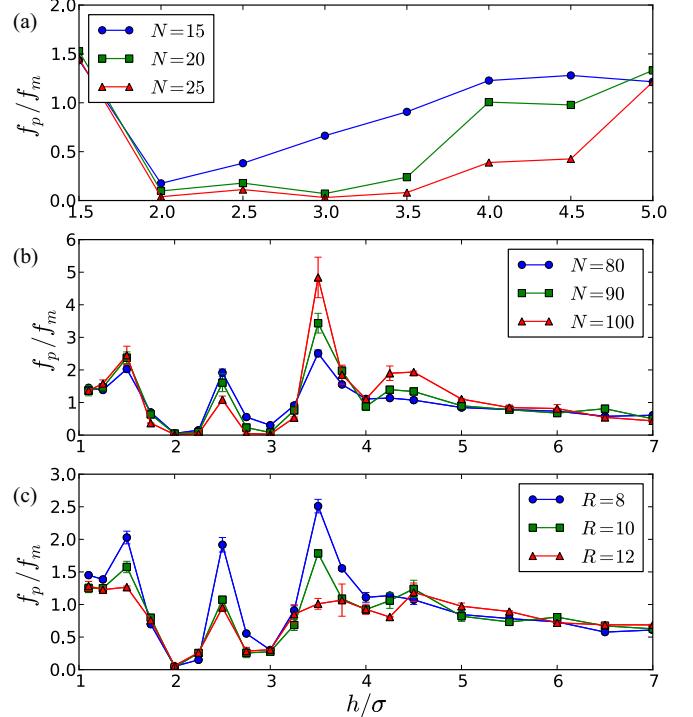 (a)
2.0
1.5
1.0
0.5
0.0
f_p/f_m
N=15
N=20
N=25
1.5 2.0 2.5 3.0 3.5 4.0 4.5 5.0
(b)
6
5
4
3
2
1
0
f_p/f_m
N=80
N=90
N=100
1 2 3 4 5 6 7
(c)
3.0
2.5
2.0
1.5
1.0
0.5
0.0
f_p/f_m
R=8
R=10
R=12
1 2 3 4 5 6 7
h/σ